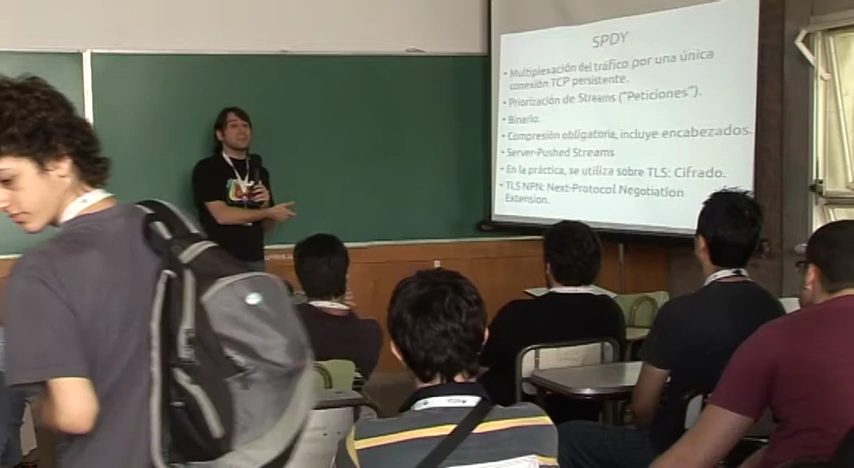 SPDY
• Multiplexación del tráfico por una única
conexión TCP persistente.
• Priorización de Streams ("Peticiones").
• Binario.
• Compresión obligatoria, incluye encabezados.
• Server-Pushed Streams
• En la práctica, se utiliza sobre TLS: Cifrado.
• TLS NPN: Next-Protocol Negotiation
Extension.